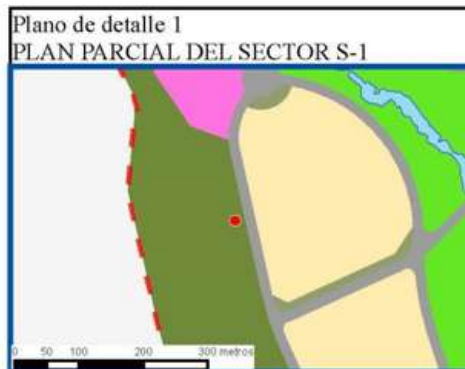 Plano de detalle 1
PLAN PARCIAL DEL SECTOR S-1
0 50 100 200 300 metros